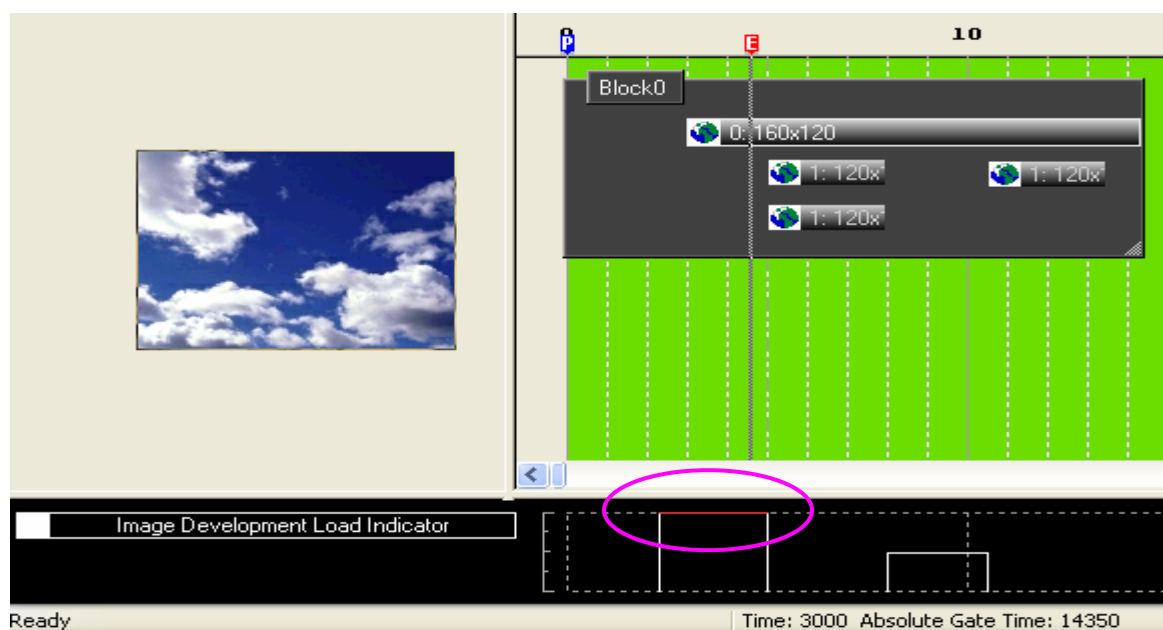 0 10
P E
Block0
0: 160x120
1: 120x 1: 120x
1: 120x
Image Development Load Indicator
Ready Time: 3000 Absolute Gate Time: 14350